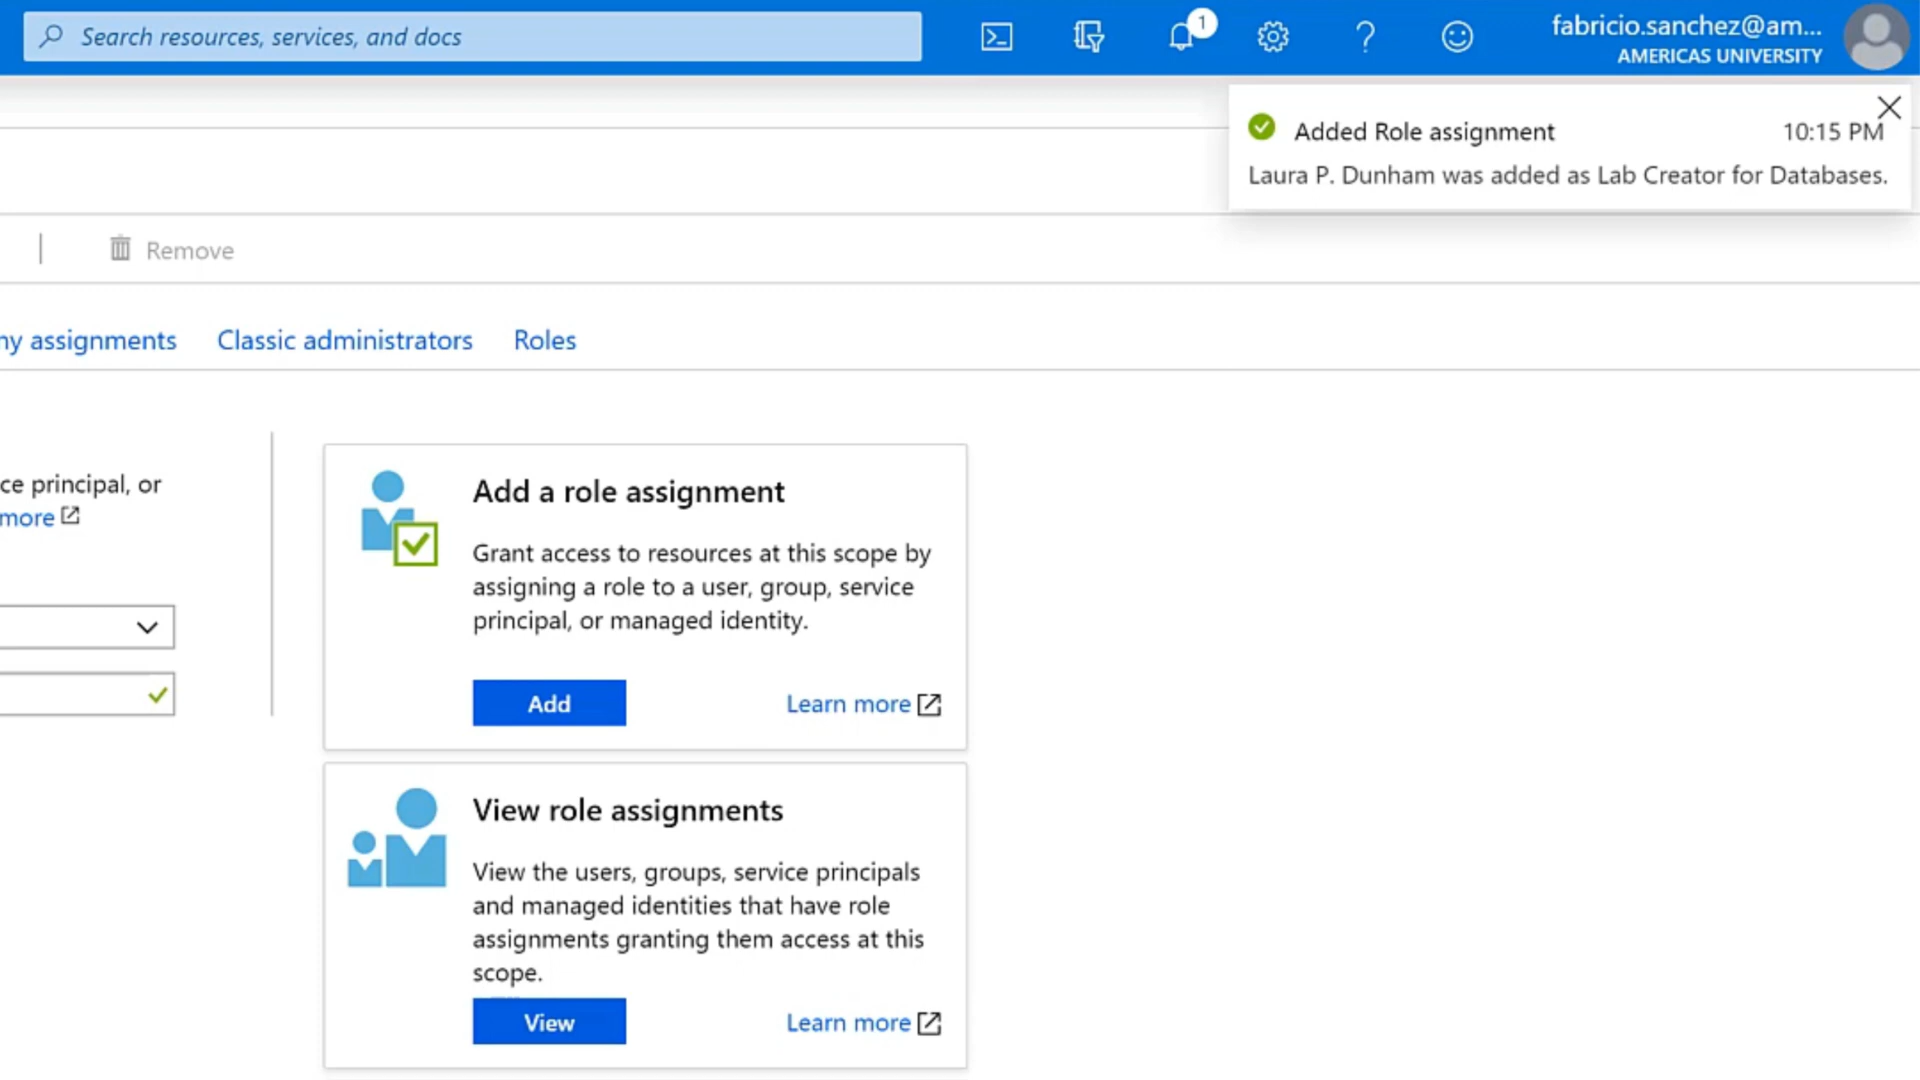 Search resources, services, and docs
1
fabricio.sanchez@am...
AMERICAS UNIVERSITY
Added Role assignment
10:15 PM
Laura P. Dunham was added as Lab Creator for Databases.
Remove
ny assignments
Classic administrators
Roles
ce principal, or
more
Add a role assignment
Grant access to resources at this scope by
assigning a role to a user, group, service
principal, or managed identity.
Add
Learn more
View role assignments
View the users, groups, service principals
and managed identities that have role
assignments granting them access at this
scope.
View
Learn more